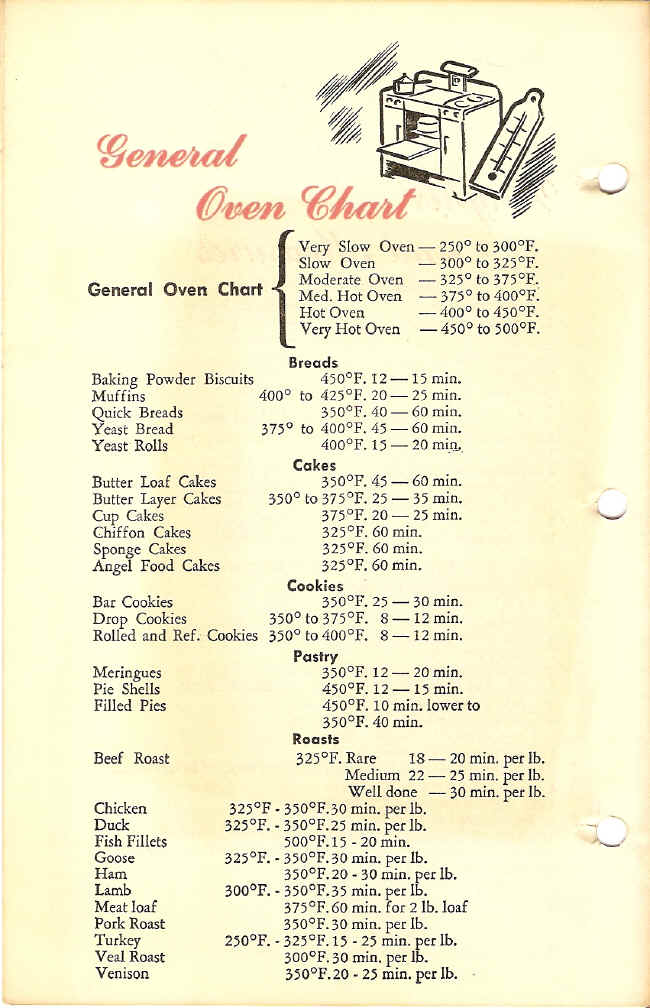 General
Oven Chart
General Oven Chart
Very Slow Oven — 250° to 300°F.
Slow Oven — 300° to 325°F.
Moderate Oven — 325° to 375°F.
Med. Hot Oven — 375° to 400°F.
Hot Oven — 400° to 450°F.
Very Hot Oven — 450° to 500°F.
Breads
Baking Powder Biscuits 450°F. 12 — 15 min.
Muffins 400° to 425°F. 20 — 25 min.
Quick Breads 350°F. 40 — 60 min.
Yeast Bread 375° to 400°F. 45 — 60 min.
Yeast Rolls 400°F. 15 — 20 min.
Cakes
Butter Loaf Cakes 350°F. 45 — 60 min.
Butter Layer Cakes 350° to 375°F. 25 — 35 min.
Cup Cakes 375°F. 20 — 25 min.
Chiffon Cakes 325°F. 60 min.
Sponge Cakes 325°F. 60 min.
Angel Food Cakes 325°F. 60 min.
Cookies
Bar Cookies 350°F. 25 — 30 min.
Drop Cookies 350° to 375°F. 8 — 12 min.
Rolled and Ref. Cookies 350° to 400°F. 8 — 12 min.
Pastry
Meringues 350°F. 12 — 20 min.
Pie Shells 450°F. 12 — 15 min.
Filled Pies 450°F. 10 min. lower to
350°F. 40 min.
Roasts
Beef Roast 325°F. Rare 18 — 20 min. per lb.
Medium 22 — 25 min. per lb.
Well done — 30 min. per lb.
Chicken 325°F - 350°F. 30 min. per lb.
Duck 325°F. - 350°F. 25 min. per lb.
Fish Fillets 500°F. 15 - 20 min.
Goose 325°F. - 350°F. 30 min. per lb.
Ham 350°F. 20 - 30 min. per lb.
Lamb 300°F. - 350°F. 35 min. per lb.
Meat loaf 375°F. 60 min. for 2 lb. loaf
Pork Roast 350°F. 30 min. per lb.
Turkey 250°F. - 325°F. 15 - 25 min. per lb.
Veal Roast 300°F. 30 min. per lb.
Venison 350°F. 20 - 25 min. per lb.